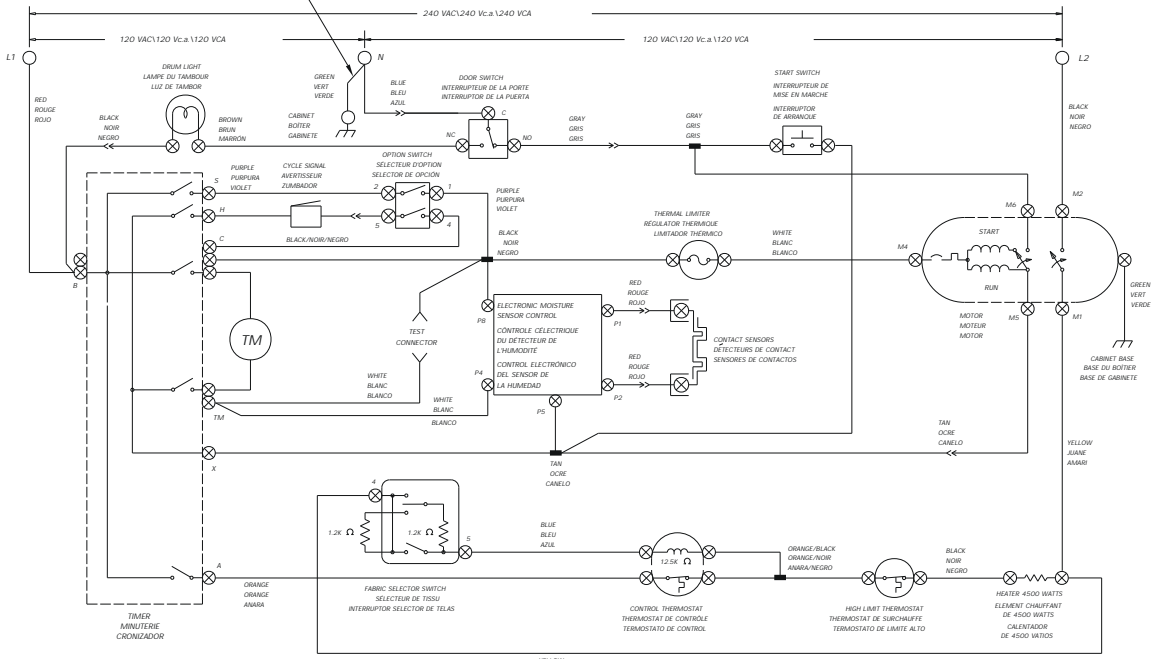 240 VAC\240 Vc.a.\240 VCA
120 VAC\120 Vc.a.\120 VCA
120 VAC\120 Vc.a.\120 VCA
L1
N
L2
DRUM LIGHT
LAMPE DU TAMBOUR
LUZ DE TAMBOR
GREEN
VERT
VERDE
BLUE
BLEU
AZUL
DOOR SWITCH
INTERRUPTEUR DE LA PORTE
INTERRUPTOR DE LA PUERTA
START SWITCH
INTERRUPTEUR DE
MISE EN MARCHE
INTERRUPTOR
DE ARRANQUE
RED
ROUGE
ROJO
BLACK
NOIR
NEGRO
BROWN
BRUN
MARRÓN
CABINET
BOÎTER
GABINETE
C
NC
NO
GRAY
GRIS
GRIS
GRAY
GRIS
GRIS
BLACK
NOIR
NEGRO
S
PURPLE
PURPURA
VIOLET
CYCLE SIGNAL
AVERTISSEUR
ZUMBADOR
OPTION SWITCH
SÉLECTEUR D'OPTION
SELECTOR DE OPCIÓN
2
1
5
4
PURPLE
PURPURA
VIOLET
H
C
BLACK/NOIR/NEGRO
BLACK
NOIR
NEGRO
THERMAL LIMITER
RÉGULATOR THERMIQUE
LIMITADOR THÉRMICO
WHITE
BLANC
BLANCO
M6
M2
M4
START
RUN
MOTOR
MOTEUR
MOTOR
M5
M1
GREEN
VERT
VERDE
CABINET BASE
BASE DU BOÎTIER
BASE DE GABINETE
B
TM
TEST
CONNECTOR
P8
ELECTRONIC MOISTURE
SENSOR CONTROL
CÔNTROLE CÉLECTRIQUE
DU DÉTECTEUR DE
L'HUMODITÉ
CONTROL ELECTRÓNICO
DEL SENSOR DE
LA HUMEDAD
RED
ROUGE
ROJO
P1
CONTACT SENSORS
DÉTECTEURS DE CONTACT
SENSORES DE CONTACTOS
RED
ROUGE
ROJO
P2
P4
P5
WHITE
BLANC
BLANCO
WHITE
BLANC
BLANCO
TM
X
TAN
OCRE
CANELO
TAN
OCRE
CANELO
YELLOW
JUANE
AMARI
4
1.2K Ω
1.2K Ω
5
BLUE
BLEU
AZUL
12.5K Ω
ORANGE/BLACK
ORANGE/NOIR
ANARA/NEGRO
BLACK
NOIR
NEGRO
A
ORANGE
ORANGE
ANARA
FABRIC SELECTOR SWITCH
SÉLECTEUR DE TISSU
INTERRUPTOR SELECTOR DE TELAS
CONTROL THERMOSTAT
THERMOSTAT DE CONTRÔLE
TERMOSTATO DE CONTROL
HIGH LIMIT THERMOSTAT
THERMOSTAT DE SURCHAUFFE
TERMOSTATO DE LIMITE ALTO
HEATER 4500 WATTS
ELEMENT CHAUFFANT
DE 4500 WATTS
CALENTADOR
DE 4500 VATIOS
TIMER
MINUTERIE
CRONIZADOR